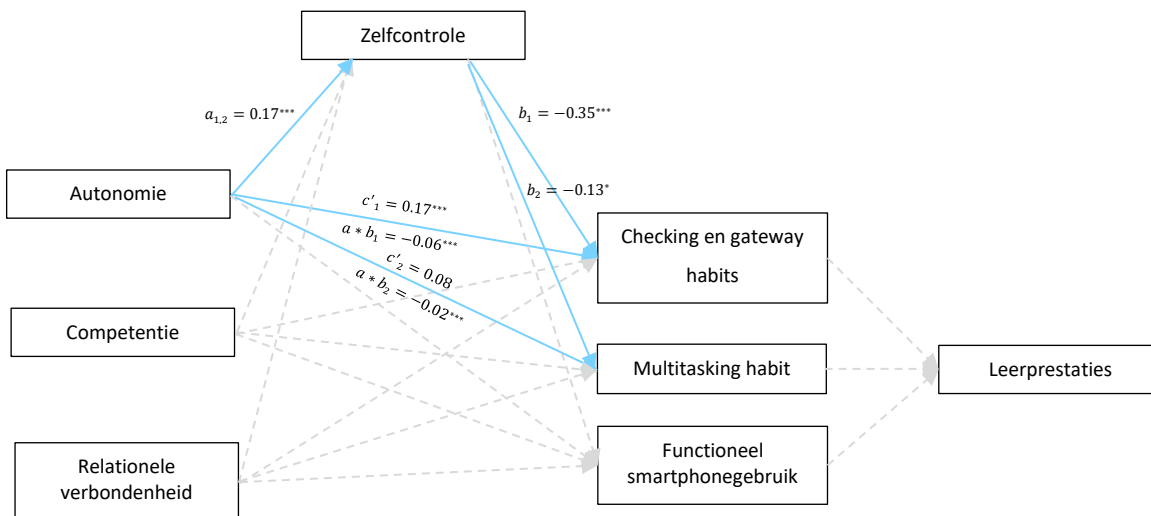 Zelfcontrole
a₁,₂ = 0.17***
b₁ = −0.35***
Autonomie
b₂ = −0.13*
c′₁ = 0.17***
a ∗ b₁ = −0.06***
c′₂ = 0.08
a ∗ b₂ = −0.02***
Checking en gateway
habits
Competentie
Multitasking habit
Leerprestaties
Relationele
verbondenheid
Functioneel
smartphonegebruik